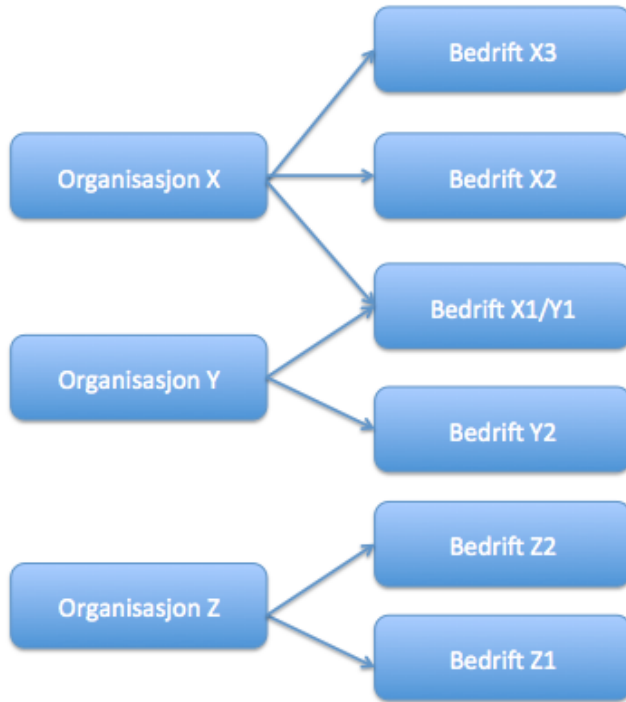 Bedrift X3
Organisasjon X
Bedrift X2
Bedrift X1/Y1
Organisasjon Y
Bedrift Y2
Bedrift Z2
Organisasjon Z
Bedrift Z1